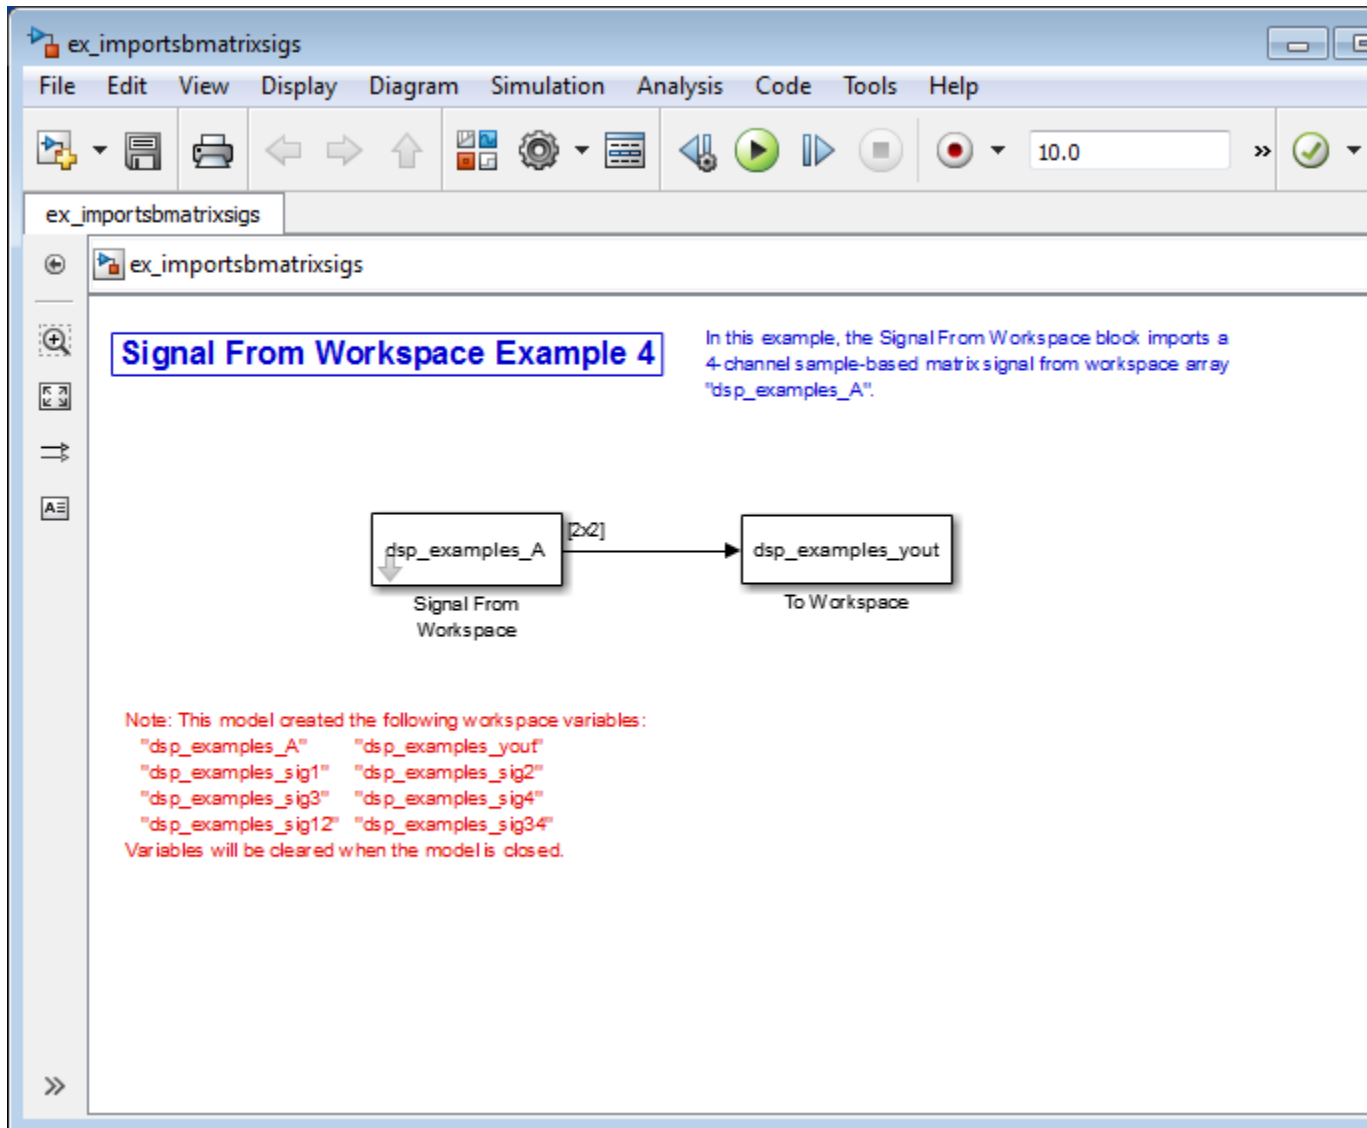 ex_importsbmatrixsigs
File Edit View Display Diagram Simulation Analysis Code Tools Help
10.0
ex_importsbmatrixsigs
ex_importsbmatrixsigs
Signal From Workspace Example 4
In this example, the Signal From Workspace block imports a
4-channel sample-based matrix signal from workspace array
"dsp_examples_A".
dsp_examples_A
[2x2]
dsp_examples_yout
Signal From
Workspace
To Workspace
Note: This model created the following workspace variables:
"dsp_examples_A" "dsp_examples_yout"
"dsp_examples_sig1" "dsp_examples_sig2"
"dsp_examples_sig3" "dsp_examples_sig4"
"dsp_examples_sig12" "dsp_examples_sig34"
Variables will be cleared when the model is closed.